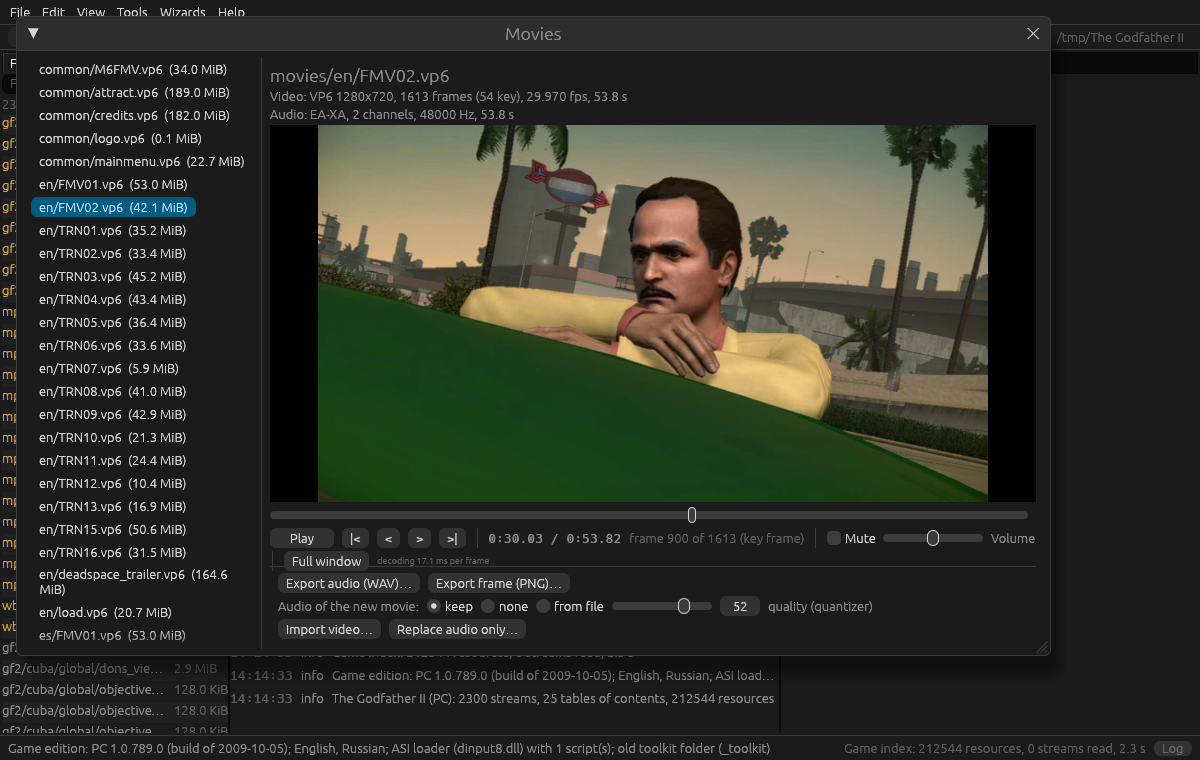 File Edit View Tools Wizards Help
▼ Movies
/tmp/The Godfather II
common/M6FMV.vp6 (34.0 MiB)
common/attract.vp6 (189.0 MiB)
common/credits.vp6 (182.0 MiB)
common/logo.vp6 (0.1 MiB)
common/mainmenu.vp6 (22.7 MiB)
en/FMV01.vp6 (53.0 MiB)
en/FMV02.vp6 (42.1 MiB)
en/TRN01.vp6 (35.2 MiB)
en/TRN02.vp6 (33.4 MiB)
en/TRN03.vp6 (45.2 MiB)
en/TRN04.vp6 (43.4 MiB)
en/TRN05.vp6 (36.4 MiB)
en/TRN06.vp6 (33.6 MiB)
en/TRN07.vp6 (5.9 MiB)
en/TRN08.vp6 (41.0 MiB)
en/TRN09.vp6 (42.9 MiB)
en/TRN10.vp6 (21.3 MiB)
en/TRN11.vp6 (24.4 MiB)
en/TRN12.vp6 (10.4 MiB)
en/TRN13.vp6 (16.9 MiB)
en/TRN15.vp6 (50.6 MiB)
en/TRN16.vp6 (31.5 MiB)
en/deadspace_trailer.vp6 (164.6
MiB)
en/load.vp6 (20.7 MiB)
es/FMV01.vp6 (53.0 MiB)
movies/en/FMV02.vp6
Video: VP6 1280x720, 1613 frames (54 key), 29.970 fps, 53.8 s
Audio: EA-XA, 2 channels, 48000 Hz, 53.8 s
Play |< < > >| 0:30.03 / 0:53.82 frame 900 of 1613 (key frame) Mute Volume
Full window decoding 17.1 ms per frame
Export audio (WAV)... Export frame (PNG)...
Audio of the new movie: keep none from file 52 quality (quantizer)
Import video... Replace audio only...
gf2/cuba/global/dons_vie... 2.9 MiB
gf2/cuba/global/objective... 128.0 KiB
gf2/cuba/global/objective... 128.0 KiB
gf2/cuba/global/objective... 128.0 KiB
14:14:33 info Game edition: PC 1.0.789.0 (build of 2009-10-05); English, Russian; ASI load...
14:14:33 info The Godfather II (PC): 2300 streams, 25 tables of contents, 212544 resources
Game edition: PC 1.0.789.0 (build of 2009-10-05); English, Russian; ASI loader (dinput8.dll) with 1 script(s); old toolkit folder (_toolkit)
Game index: 212544 resources, 0 streams read, 2.3 s Log